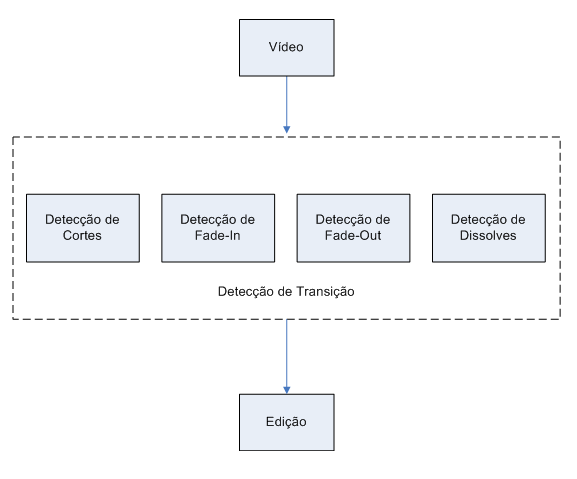 Vídeo
Detecção de
Cortes
Detecção de
Fade-In
Detecção de
Fade-Out
Detecção de
Dissolves
Detecção de Transição
Edição